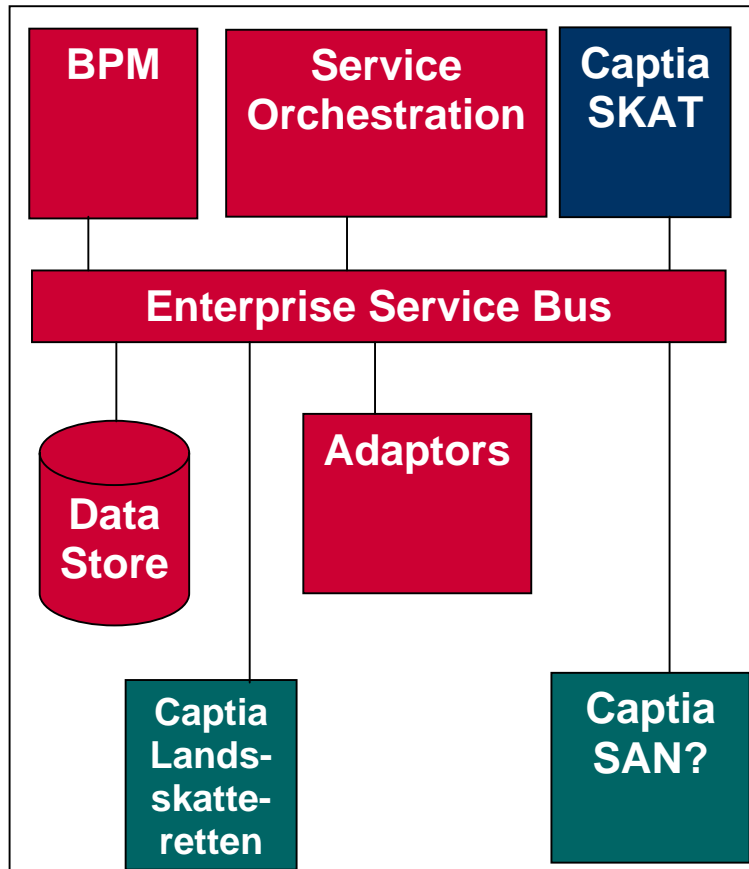 BPM
Service
Orchestration
Captia
SKAT
Enterprise Service Bus
Data
Store
Adaptors
Captia
Lands-
skatte-
retten
Captia
SAN?